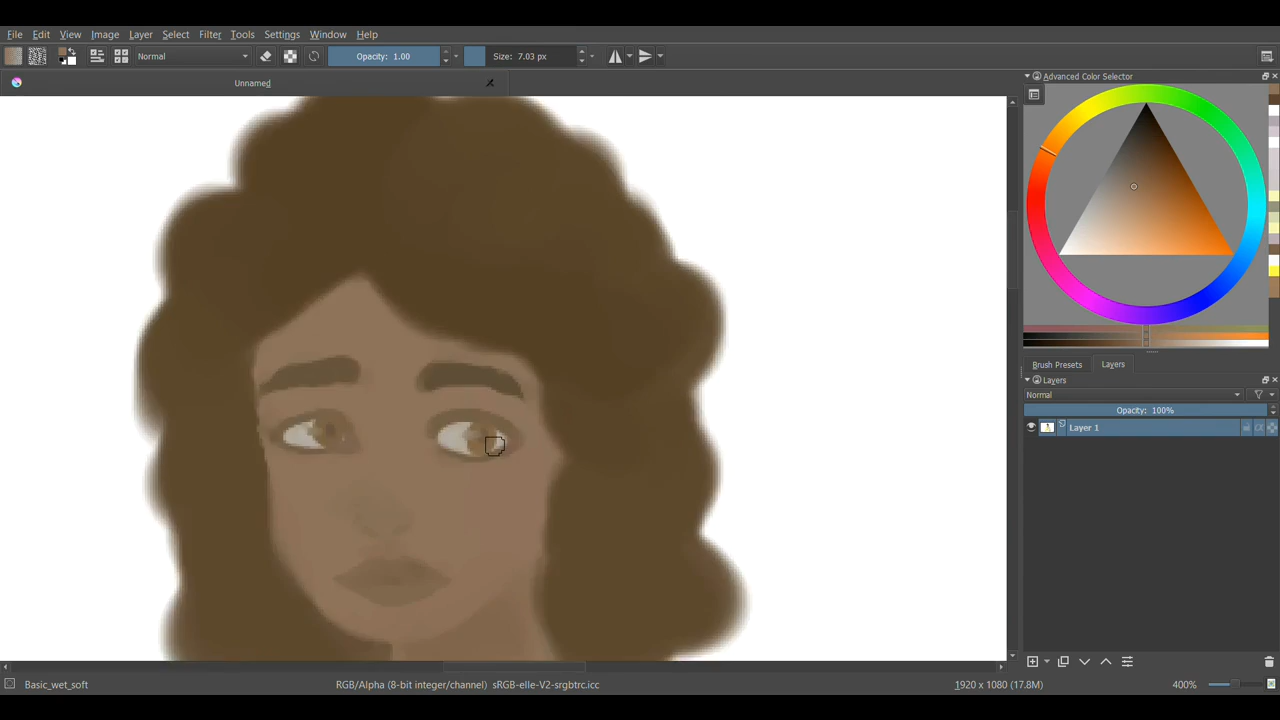 File Edit View Image Layer Select Filter Tools Settings Window Help
Normal Opacity: 1.00 Size: 7.03 px
Unnamed
Advanced Color Selector
Brush Presets Layers
Layers
Normal
Opacity: 100%
Layer 1
Basic_wet_soft RGB/Alpha (8-bit integer/channel) sRGB-elle-V2-srgbtrc.icc 1920 x 1080 (17.8M) 400%